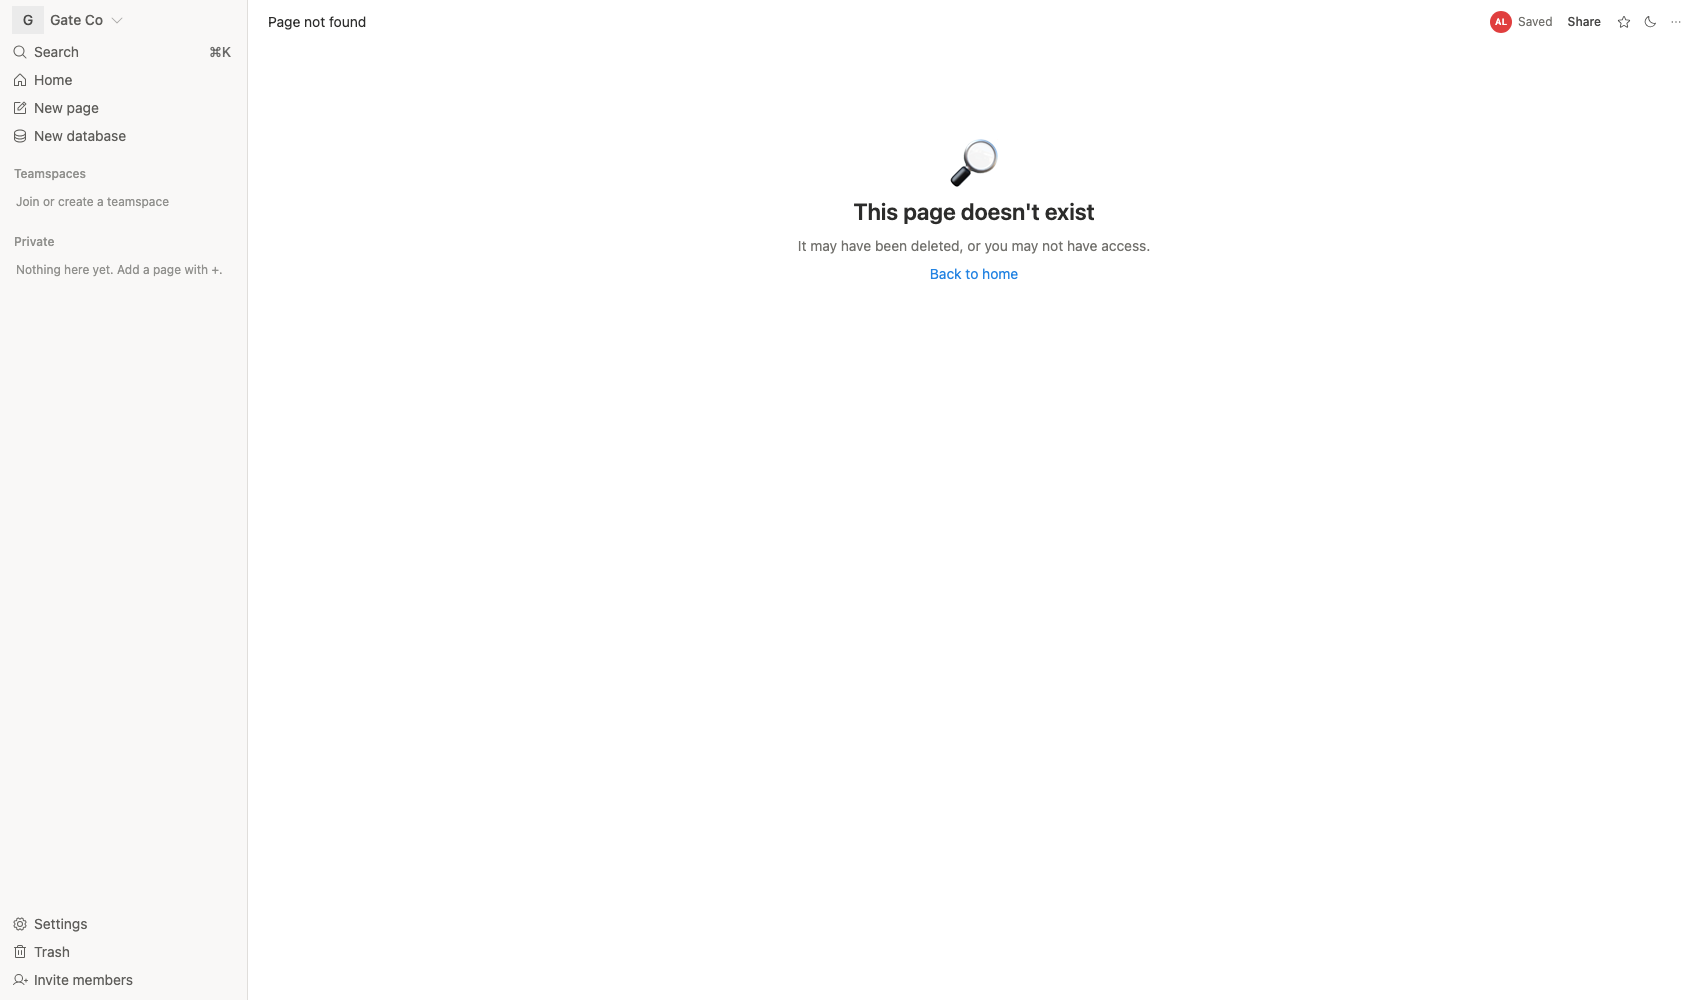 G Gate Co
Search ⌘K
Home
New page
New database
Teamspaces
Join or create a teamspace
Private
Nothing here yet. Add a page with +.
Settings
Trash
Invite members
Page not found
AL Saved Share
This page doesn't exist
It may have been deleted, or you may not have access.
Back to home